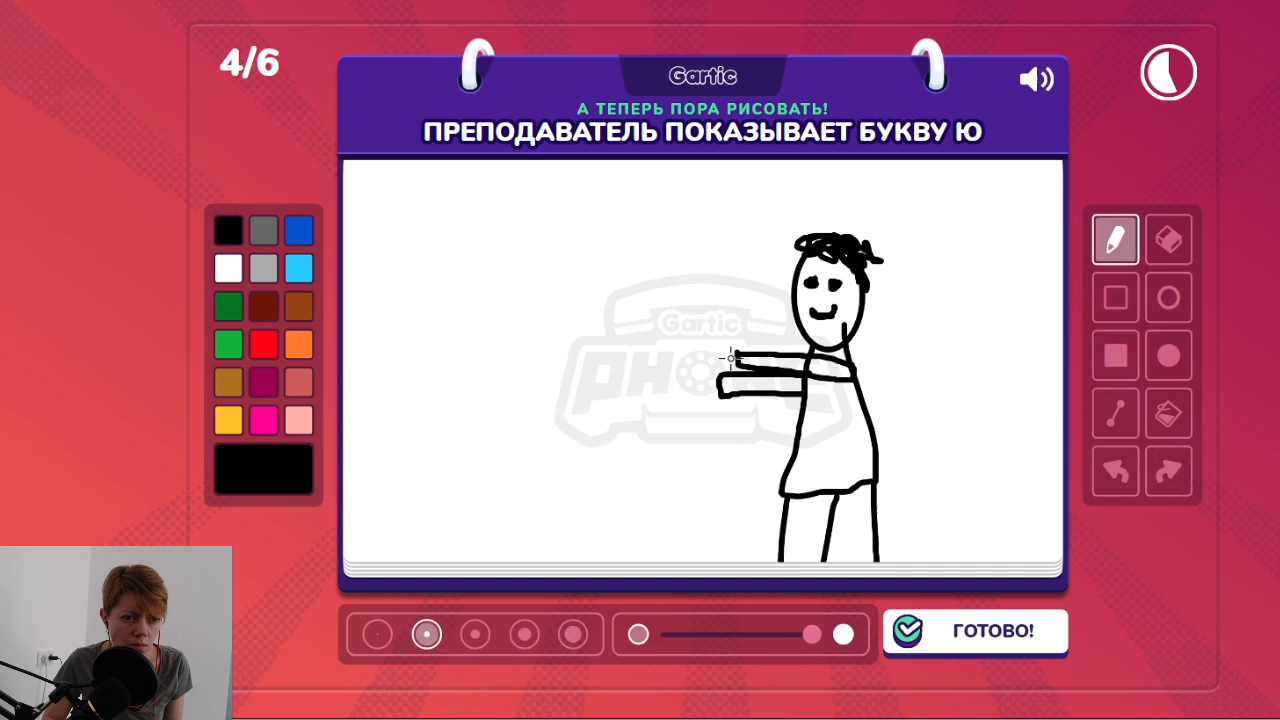 4/6
Gartic
А ТЕПЕРЬ ПОРА РИСОВАТЬ!
ПРЕПОДАВАТЕЛЬ ПОКАЗЫВАЕТ БУКВУ Ю
Gartic
PHONE
ГОТОВО!